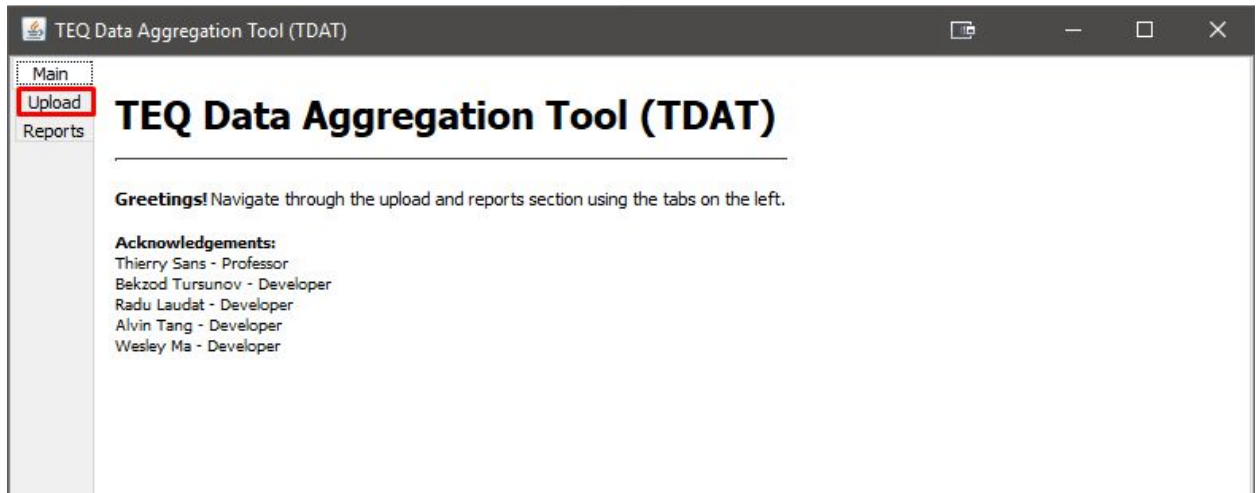 TEQ Data Aggregation Tool (TDAT)
Main
Upload
Reports
TEQ Data Aggregation Tool (TDAT)
Greetings! Navigate through the upload and reports section using the tabs on the left.
Acknowledgements:
Thierry Sans - Professor
Bekzod Tursunov - Developer
Radu Laudat - Developer
Alvin Tang - Developer
Wesley Ma - Developer